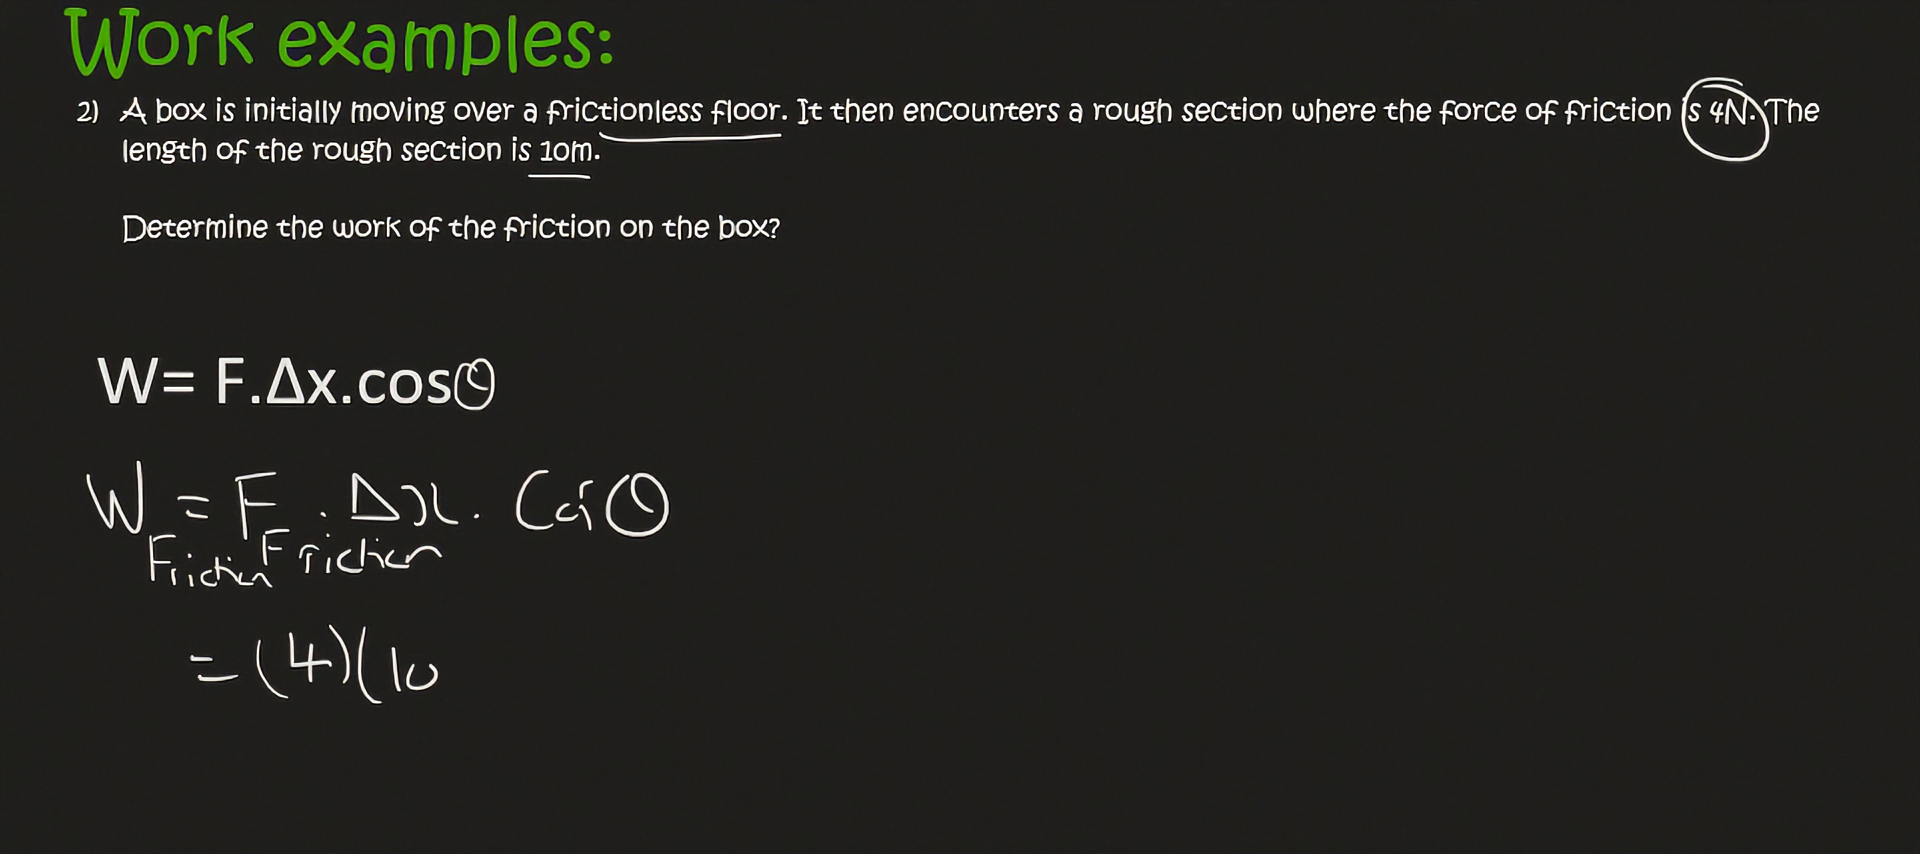 Work examples:
2) A box is initially moving over a frictionless floor. It then encounters a rough section where the force of friction is 4N. The
length of the rough section is 10m.
Determine the work of the friction on the box?
W= F.Δx.cosΘ
W = F . Δx . Cos Θ
Friction Friction
= (4)(10